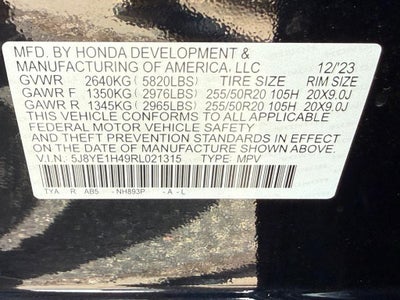 MFD. BY HONDA DEVELOPMENT &
MANUFACTURING OF AMERICA, LLC 12/'23
GVWR 2640KG (5820LBS) TIRE SIZE RIM SIZE
GAWR F 1350KG (2976LBS) 255/50R20 105H 20X9.0J
GAWR R 1345KG (2965LBS) 255/50R20 105H 20X9.0J
THIS VEHICLE CONFORMS TO ALL APPLICABLE
FEDERAL MOTOR VEHICLE SAFETY
AND THEFT PREVENTION STANDARDS IN EFFECT
ON THE DATE OF MANUFACTURE SHOWN ABOVE.
V.I.N.: 5J8YE1H49RL021315 TYPE: MPV
TYA R AB5 -NH893P -A-L